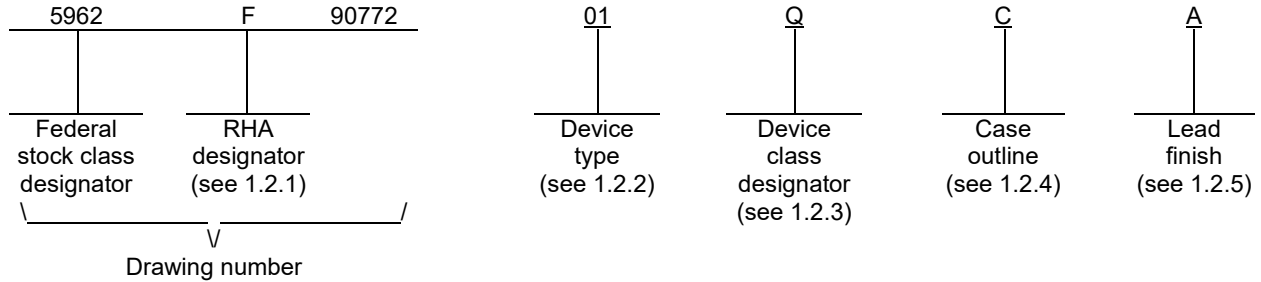 5962 F 90772 01 Q C A
Federal RHA Device Device Case Lead
stock class designator type class outline finish
designator (see 1.2.1) (see 1.2.2) designator (see 1.2.4) (see 1.2.5)
(see 1.2.3)
Drawing number